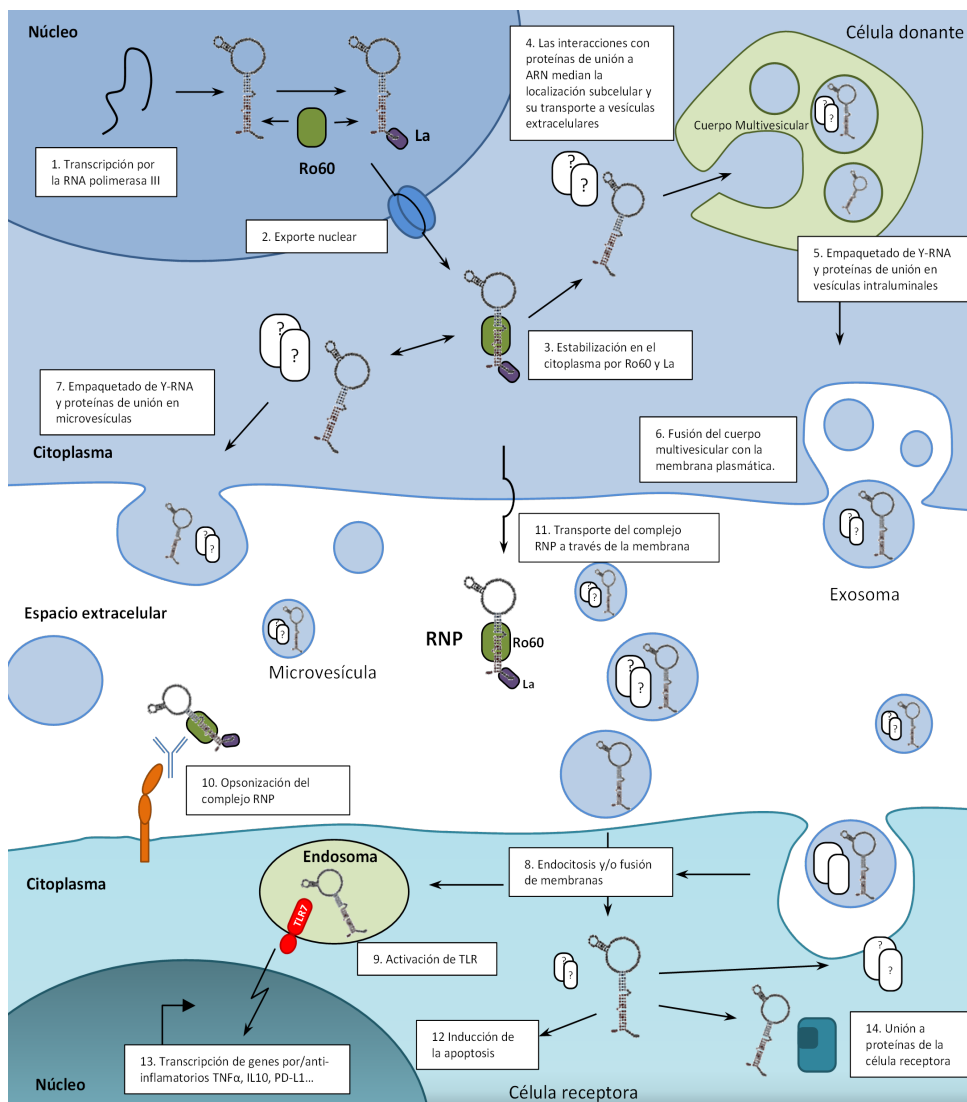 Núcleo
Célula donante
4. Las interacciones con
proteínas de unión a
ARN median la
localización subcelular y
su transporte a vesículas
extracelulares
Cuerpo Multivesicular
? ?
La
Ro60
1. Transcripción por
la RNA polimerasa III
2. Exporte nuclear
? ?
5. Empaquetado de Y-RNA
y proteínas de unión en
vesículas intraluminales
? ?
3. Estabilización en el
citoplasma por Ro60 y La
7. Empaquetado de Y-RNA
y proteínas de unión en
microvesículas
6. Fusión del cuerpo
multivesicular con la
membrana plasmática.
Citoplasma
? ?
? ?
11. Transporte del complejo
RNP a través de la membrana
Exosoma
Espacio extracelular
? ?
? ?
RNP
Ro60
La
Microvesícula
? ?
? ?
10. Opsonización del
complejo RNP
Citoplasma
Endosoma
TLR7
8. Endocitosis y/o fusión
de membranas
9. Activación de TLR
? ?
? ?
12 Inducción de
la apoptosis
14. Unión a
proteínas de la
célula receptora
13. Transcripción de genes por/anti-
inflamatorios TNFα, IL10, PD-L1...
Núcleo
Célula receptora